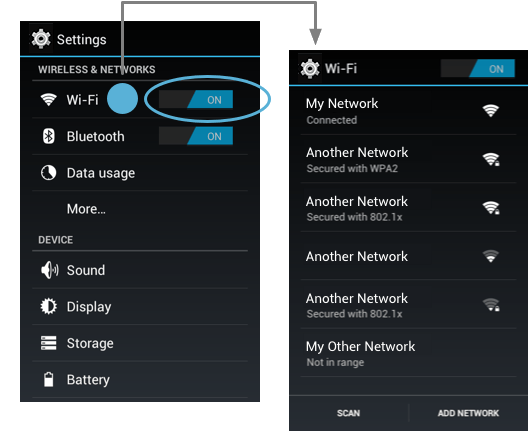 Settings
WIRELESS & NETWORKS
Wi-Fi
ON
Bluetooth
ON
Data usage
More...
DEVICE
Sound
Display
Storage
Battery
Wi-Fi
ON
My Network
Connected
Another Network
Secured with WPA2
Another Network
Secured with 802.1x
Another Network
Another Network
Secured with 802.1x
My Other Network
Not in range
SCAN
ADD NETWORK